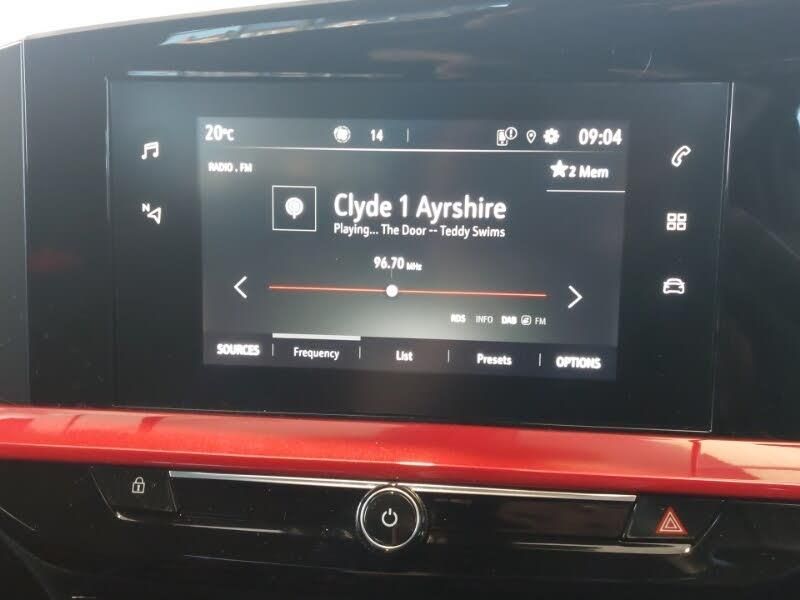 20°C 14 09:04
RADIO . FM
2 Mem
Clyde 1 Ayrshire
Playing... The Door -- Teddy Swims
96.70 MHz
RDS INFO DAB FM
SOURCES Frequency List Presets OPTIONS
N